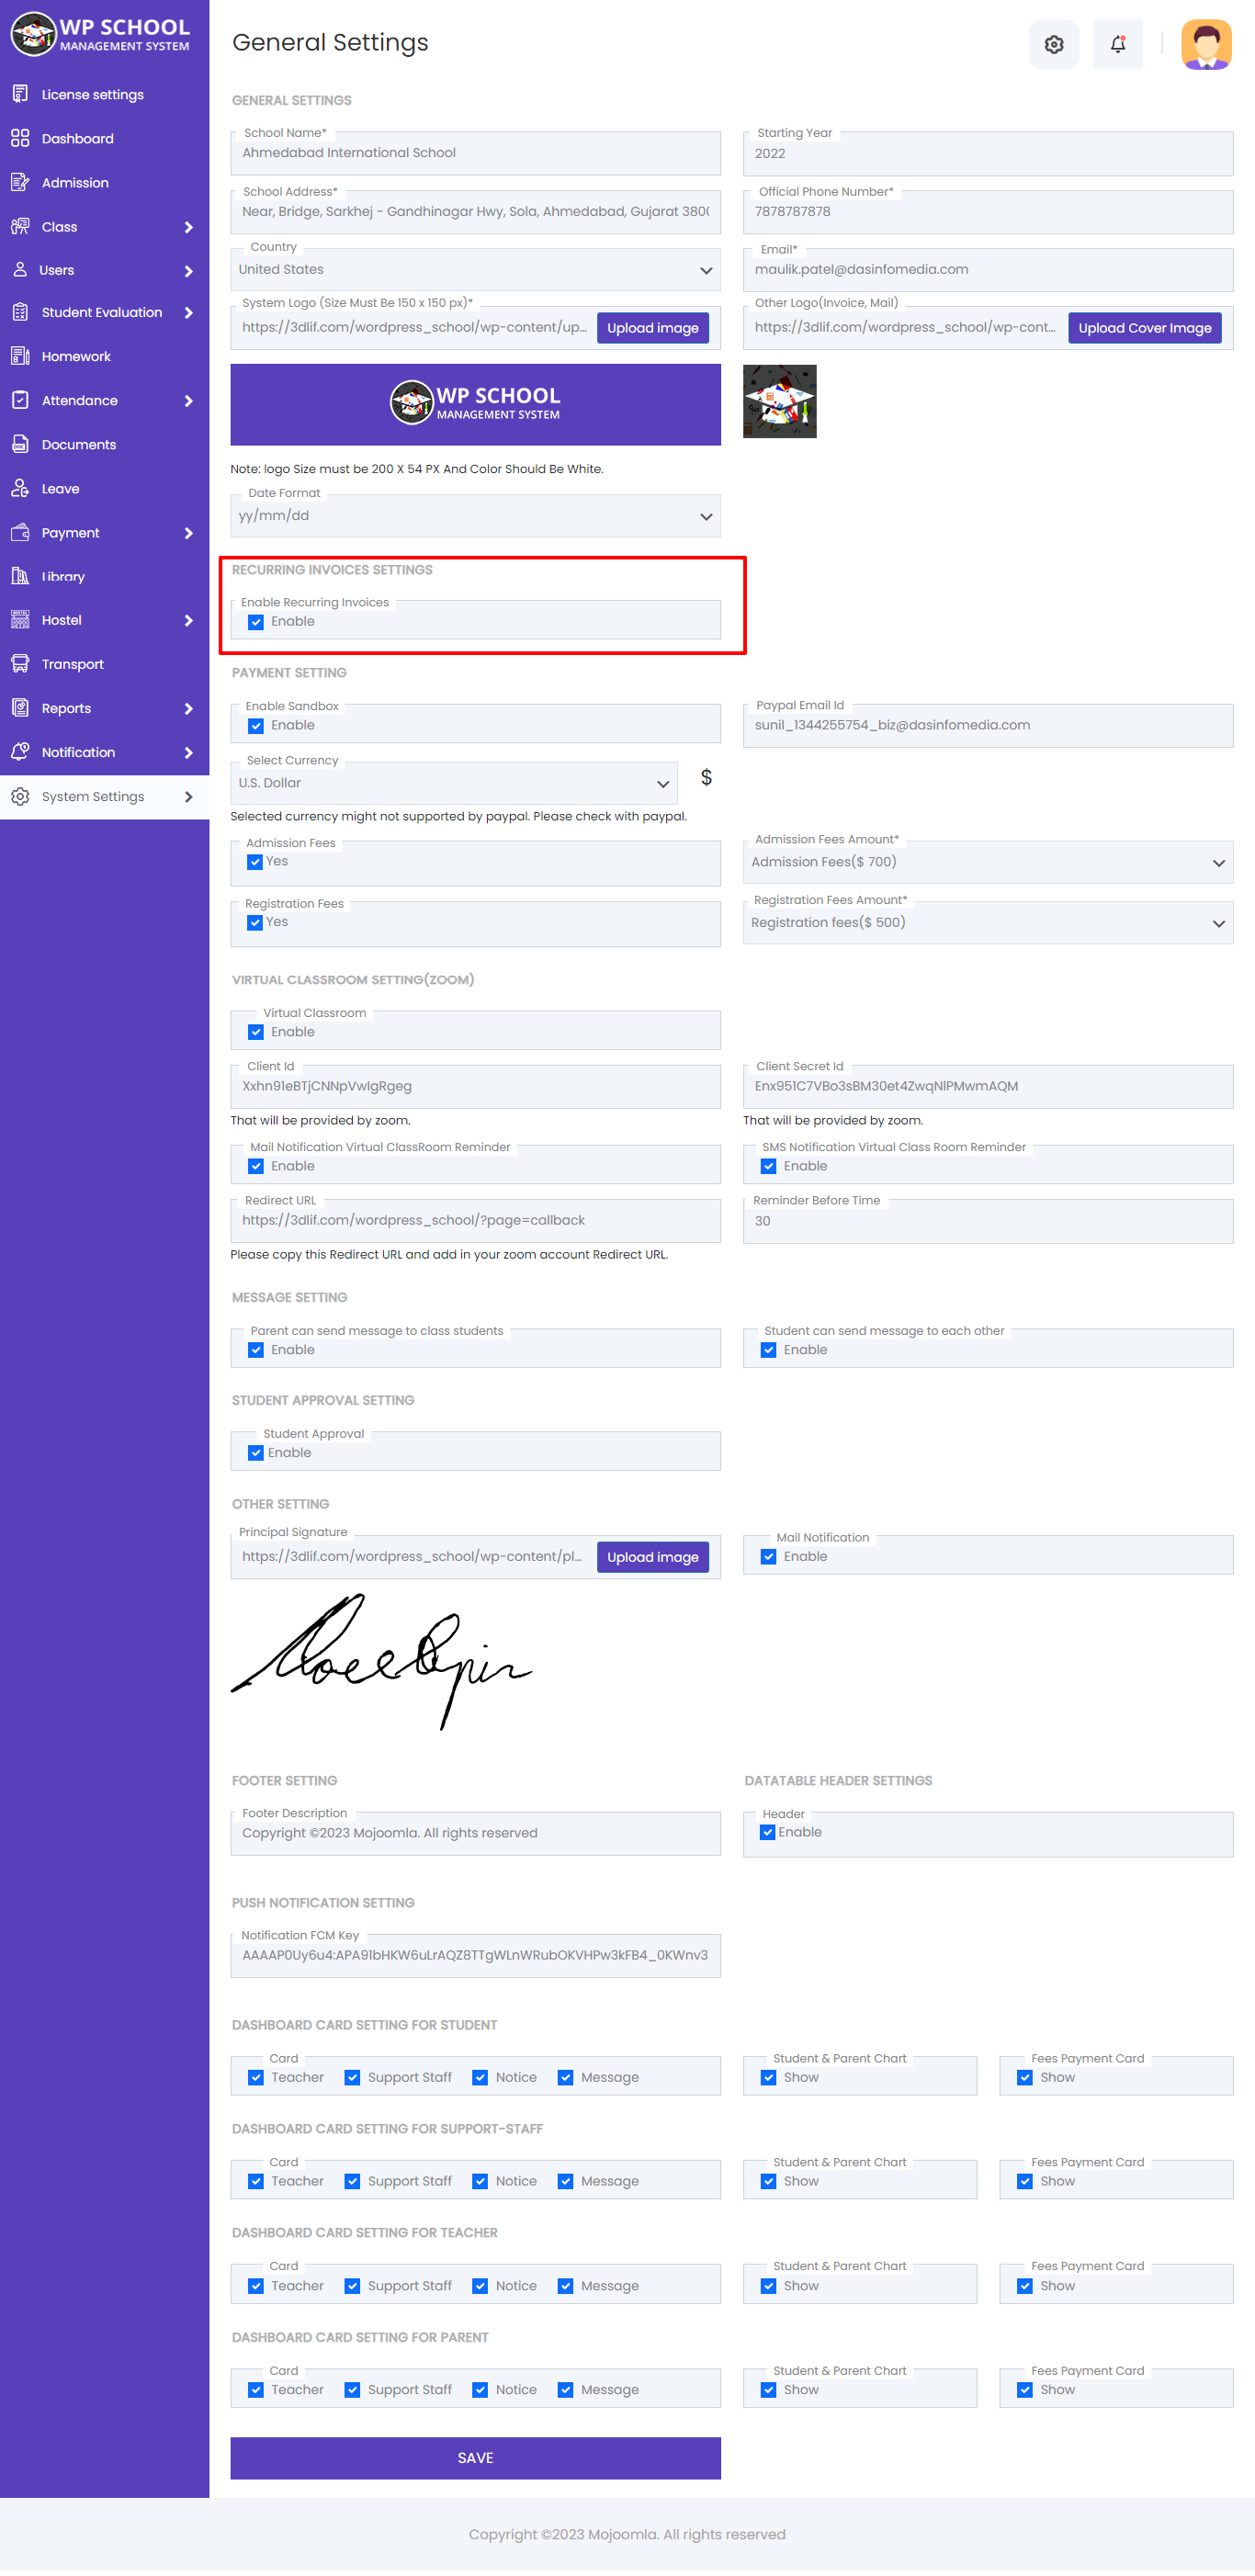 WP SCHOOL
MANAGEMENT SYSTEM
License settings
Dashboard
Admission
Class
Users
Student Evaluation
Homework
Attendance
Documents
Leave
Payment
Library
Hostel
Transport
Reports
Notification
System Settings
General Settings
GENERAL SETTINGS
School Name*
Ahmedabad International School
Starting Year
2022
School Address*
Near, Bridge, Sarkhej - Gandhinagar Hwy, Sola, Ahmedabad, Gujarat 380
Official Phone Number*
7878787878
Country
United States
Email*
maulik.patel@dasinfomedia.com
System Logo (Size Must Be 150 x 150 px)*
https://3dlif.com/wordpress_school/wp-content/up...
Upload image
Other Logo(Invoice, Mail)
https://3dlif.com/wordpress_school/wp-cont...
Upload Cover Image
WP SCHOOL
MANAGEMENT SYSTEM
Note: logo Size must be 200 X 54 PX And Color Should Be White.
Date Format
yy/mm/dd
RECURRING INVOICES SETTINGS
Enable Recurring Invoices
Enable
PAYMENT SETTING
Enable Sandbox
Enable
Paypal Email Id
sunil_1344255754_biz@dasinfomedia.com
Select Currency
U.S. Dollar
$
Selected currency might not supported by paypal. Please check with paypal.
Admission Fees
Yes
Admission Fees Amount*
Admission Fees($ 700)
Registration Fees
Yes
Registration Fees Amount*
Registration fees($ 500)
VIRTUAL CLASSROOM SETTING(ZOOM)
Virtual Classroom
Enable
Client Id
Xxhn91eBTjCNNpVwIgRgeg
Client Secret Id
Enx951C7VBo3sBM30et4ZwqNlPMwmAQM
That will be provided by zoom.
That will be provided by zoom.
Mail Notification Virtual ClassRoom Reminder
Enable
SMS Notification Virtual Class Room Reminder
Enable
Redirect URL
https://3dlif.com/wordpress_school/?page=callback
Reminder Before Time
30
Please copy this Redirect URL and add in your zoom account Redirect URL.
MESSAGE SETTING
Parent can send message to class students
Enable
Student can send message to each other
Enable
STUDENT APPROVAL SETTING
Student Approval
Enable
OTHER SETTING
Principal Signature
https://3dlif.com/wordpress_school/wp-content/pl...
Upload image
Mail Notification
Enable
FOOTER SETTING
Footer Description
Copyright ©2023 Mojoomla. All rights reserved
DATATABLE HEADER SETTINGS
Header
Enable
PUSH NOTIFICATION SETTING
Notification FCM Key
AAAAP0Uy6u4:APA91bHKW6uLrAQZ8TTgWLnWRubOKVHPw3kFB4_0KWnv3
DASHBOARD CARD SETTING FOR STUDENT
Card
Teacher Support Staff Notice Message
Student & Parent Chart
Show
Fees Payment Card
Show
DASHBOARD CARD SETTING FOR SUPPORT-STAFF
Card
Teacher Support Staff Notice Message
Student & Parent Chart
Show
Fees Payment Card
Show
DASHBOARD CARD SETTING FOR TEACHER
Card
Teacher Support Staff Notice Message
Student & Parent Chart
Show
Fees Payment Card
Show
DASHBOARD CARD SETTING FOR PARENT
Card
Teacher Support Staff Notice Message
Student & Parent Chart
Show
Fees Payment Card
Show
SAVE
Copyright ©2023 Mojoomla. All rights reserved